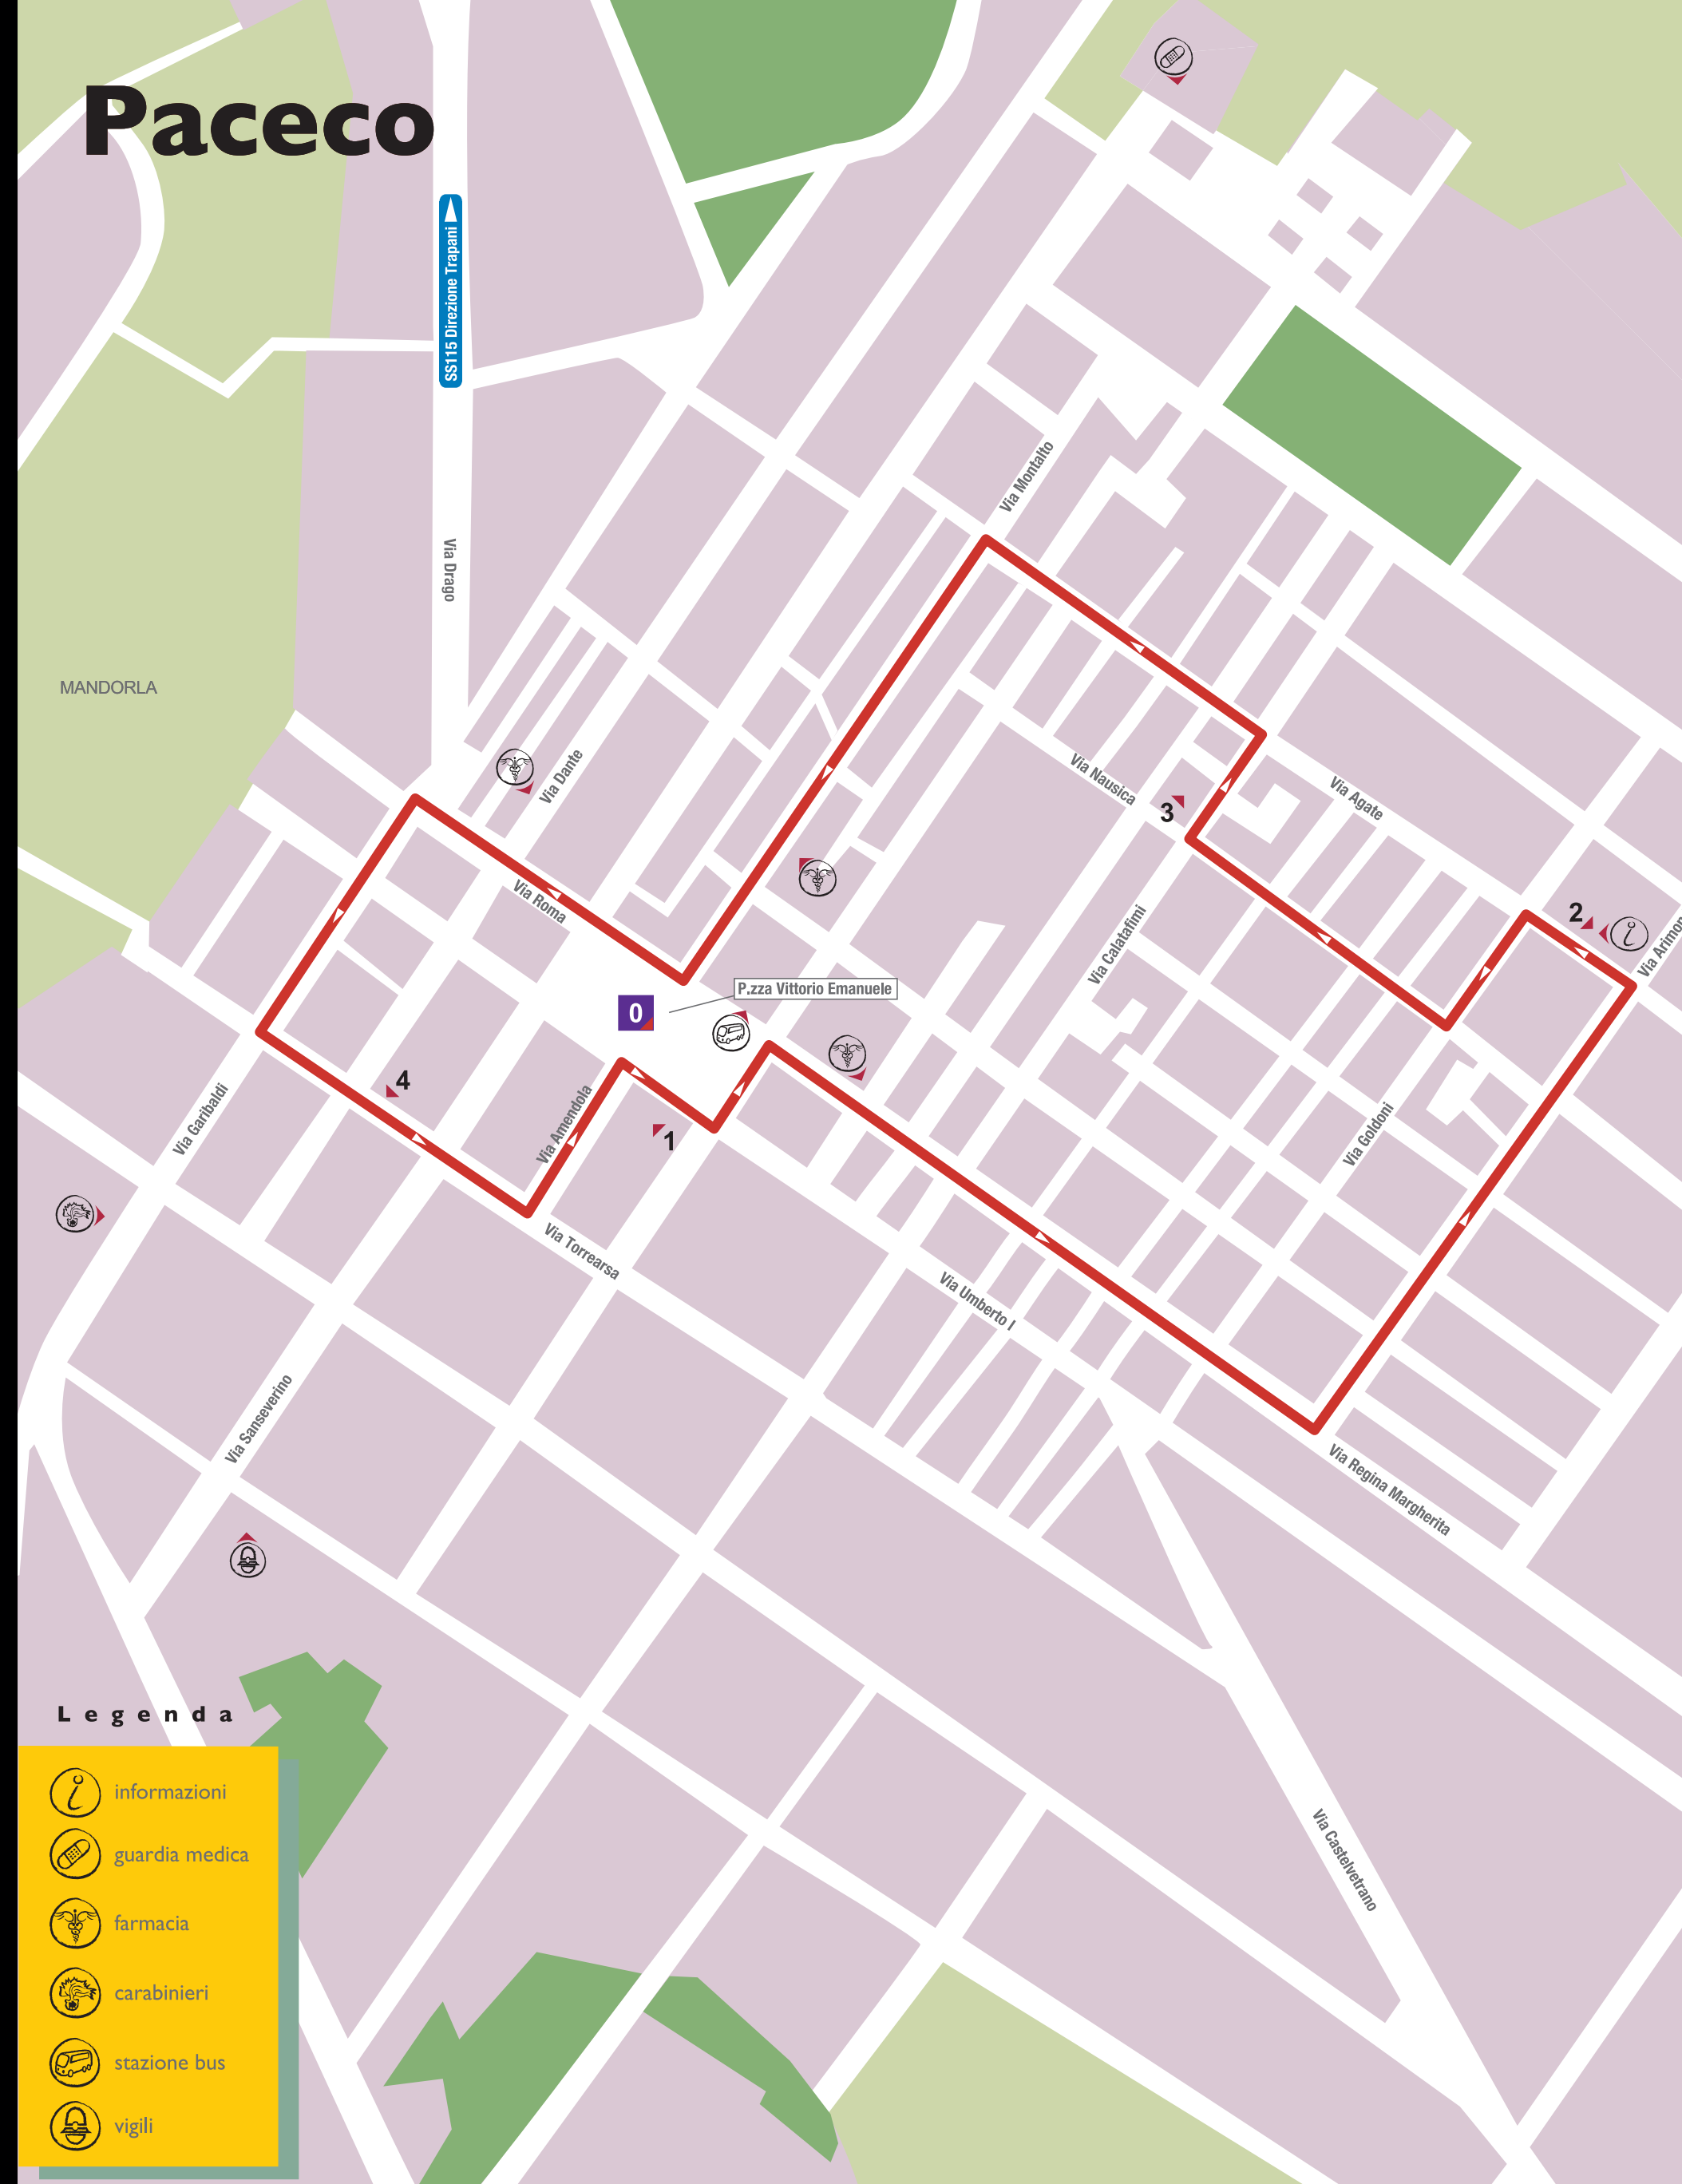 Paceco
SS115 Direzione Trapani
Via Montalto
Via Drago
MANDORLA
Via Dante
Via Nausica
Via Agate
3
Via Roma
2
Via Arimon
Via Calatafimi
P.zza Vittorio Emanuele
0
4
Via Garibaldi
Via Amendola
1
Via Goldoni
Via Torrearsa
Via Umberto I
Via Sanseverino
Via Regina Margherita
Legenda
informazioni
guardia medica
farmacia
carabinieri
stazione bus
vigili
Via Castelvetrano